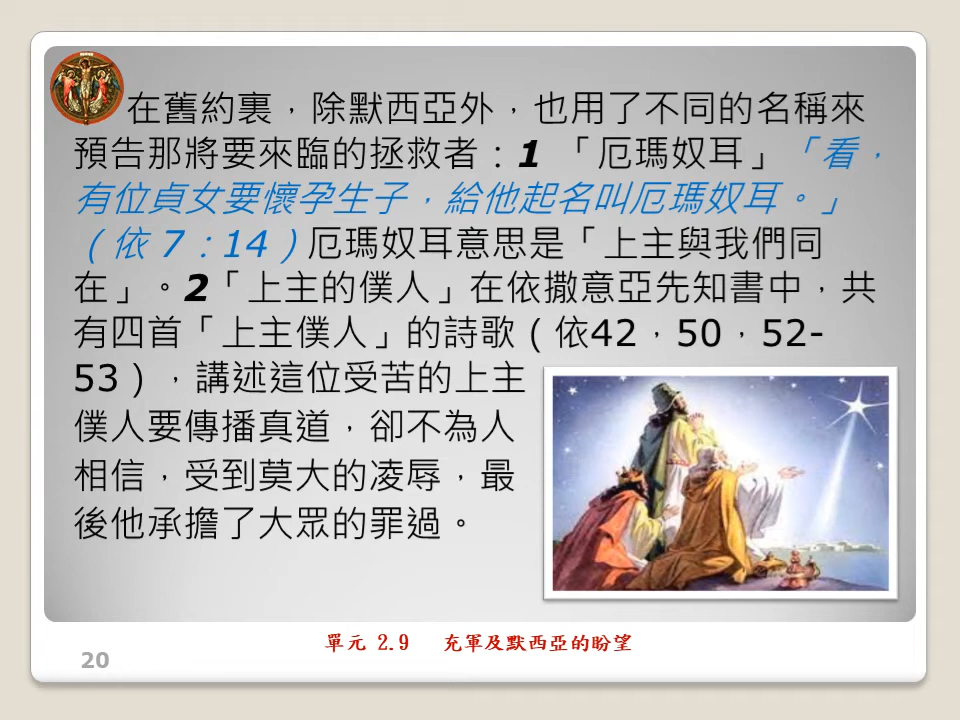 在舊約裏，除默西亞外，也用了不同的名稱來
預告那將要來臨的拯救者：1 「厄瑪奴耳」「看，
有位貞女要懷孕生子，給他起名叫厄瑪奴耳。」
（依 7：14）厄瑪奴耳意思是「上主與我們同
在」。2「上主的僕人」在依撒意亞先知書中，共
有四首「上主僕人」的詩歌（依42，50，52-
53），講述這位受苦的上主
僕人要傳播真道，卻不為人
相信，受到莫大的凌辱，最
後他承擔了大眾的罪過。
單元 2.9 充軍及默西亞的盼望
20